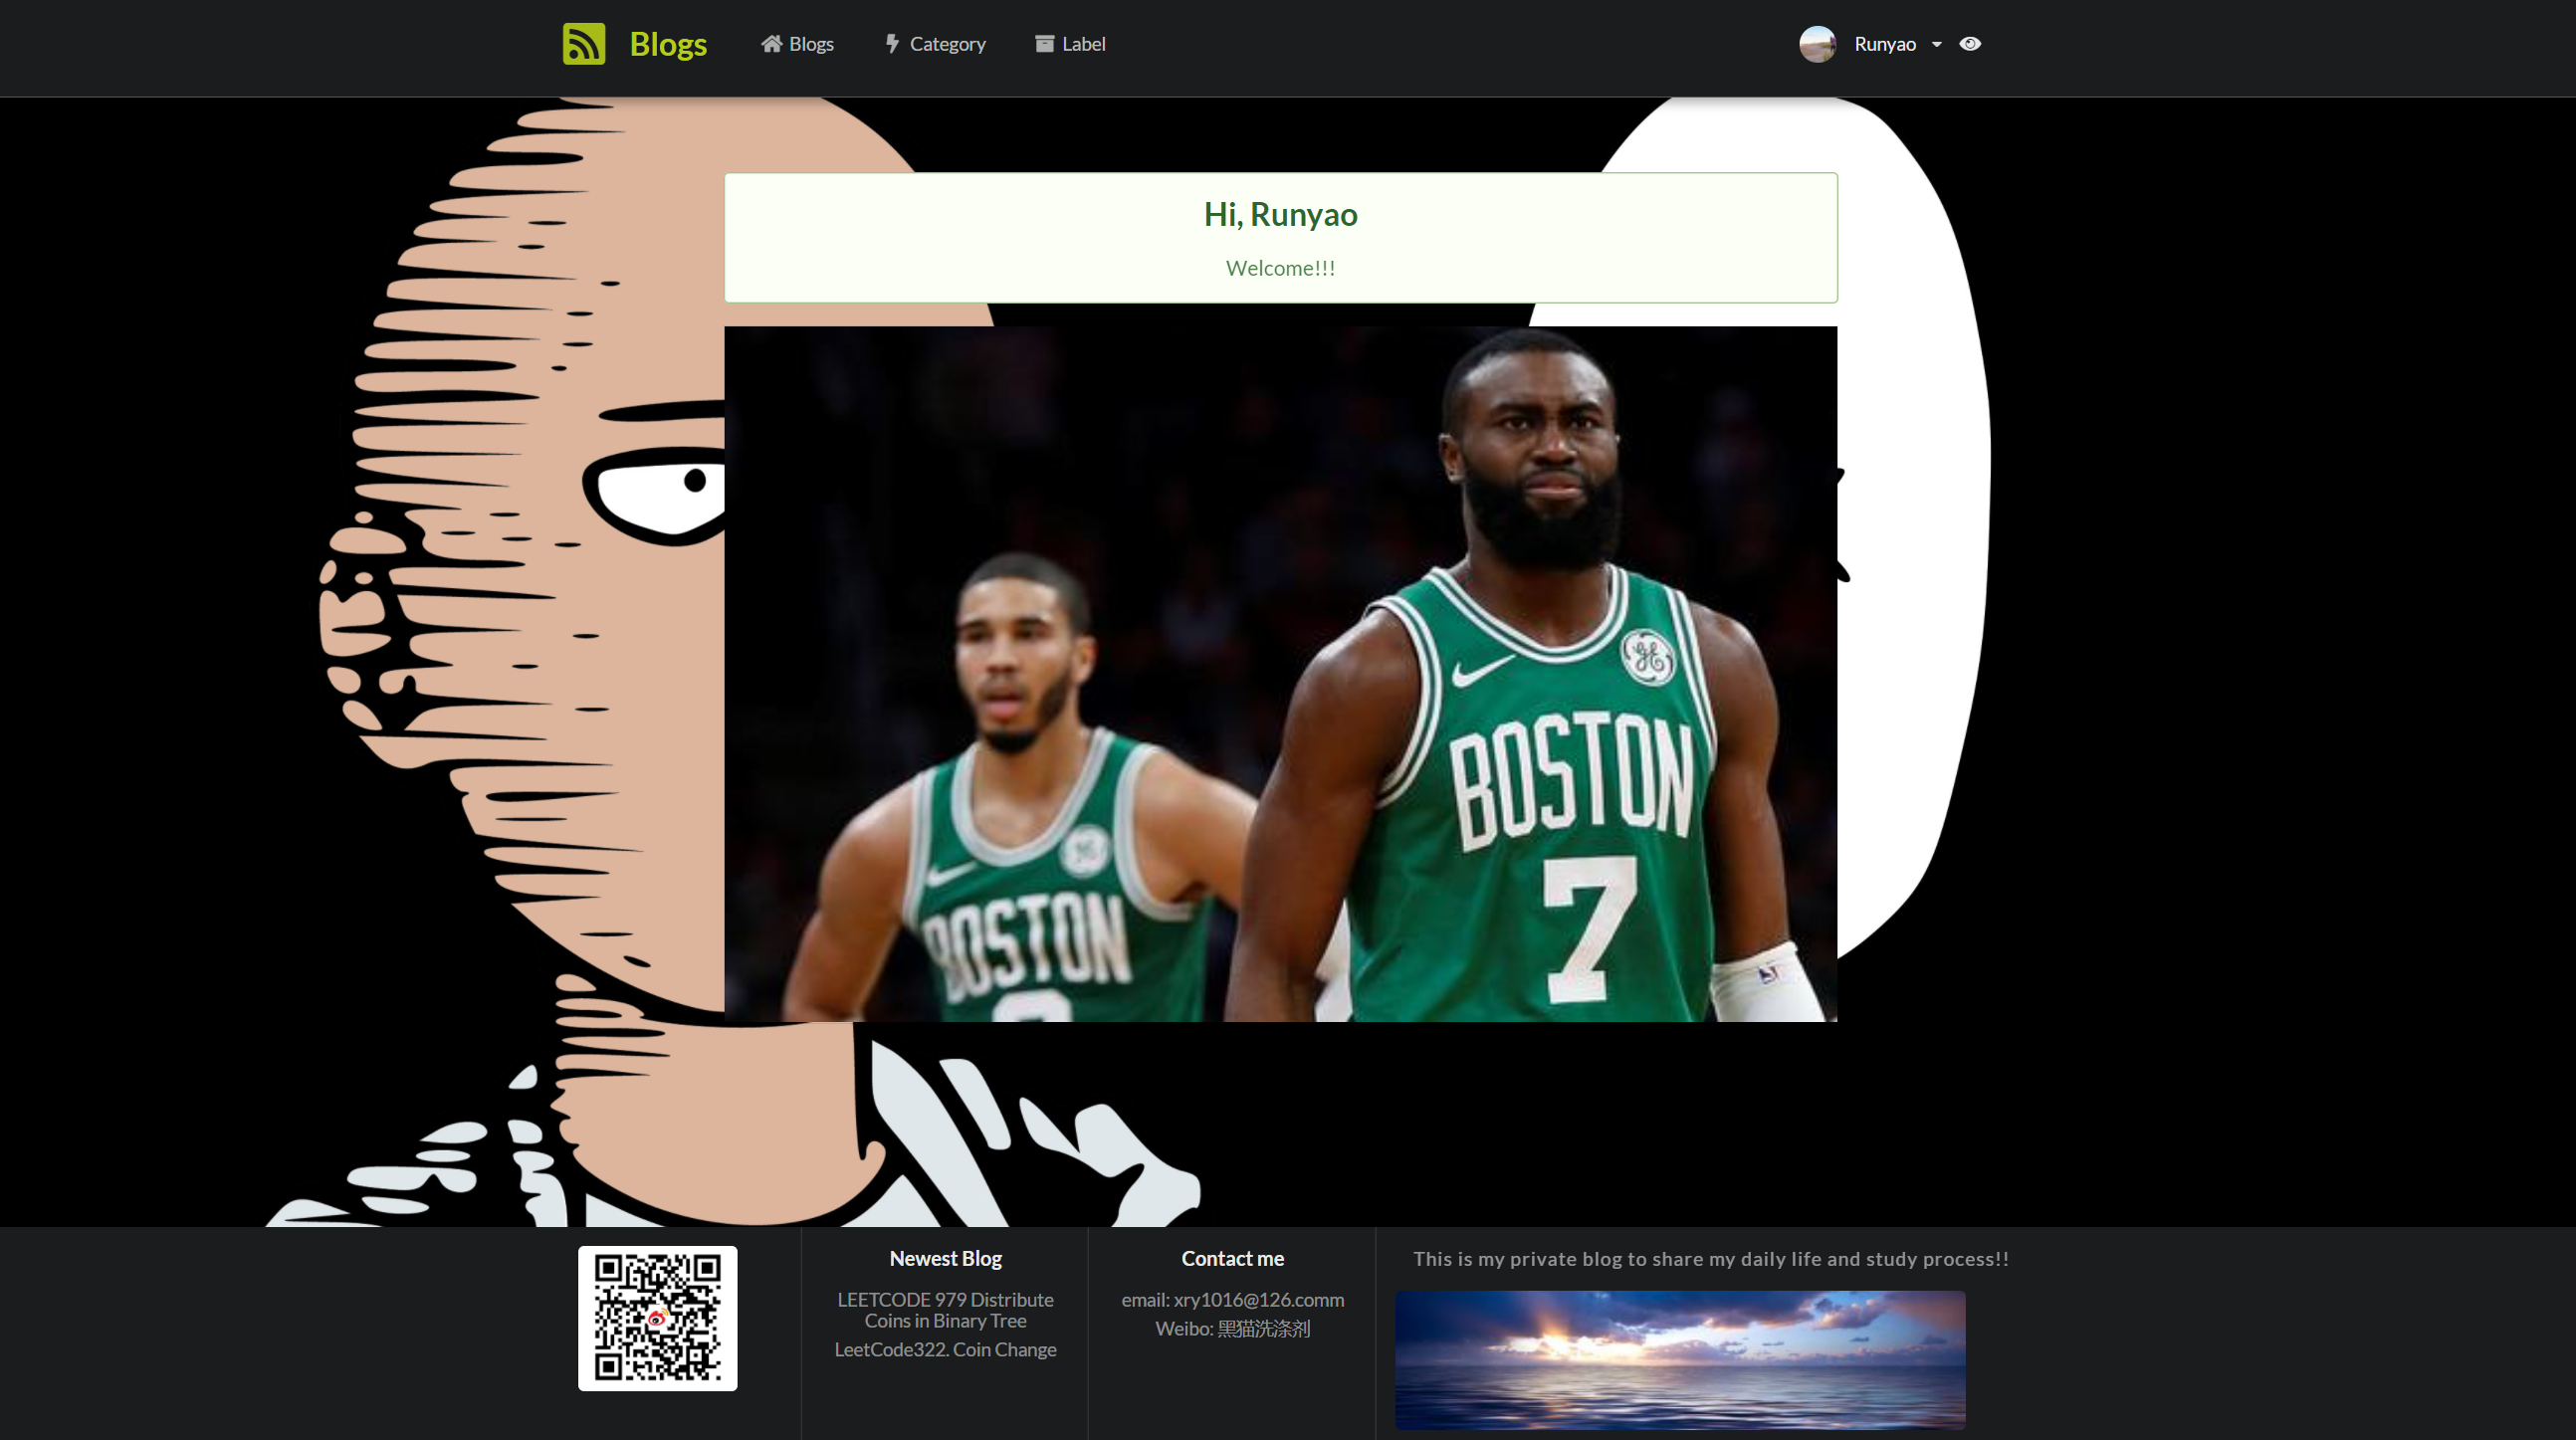 Blogs
Blogs
Category
Label
Runyao
Hi, Runyao
Welcome!!!
BOSTON
7
BOSTON
Newest Blog
LEETCODE 979 Distribute
Coins in Binary Tree
LeetCode322. Coin Change
Contact me
email: xry1016@126.comm
Weibo: 黑猫洗涤剂
This is my private blog to share my daily life and study process!!